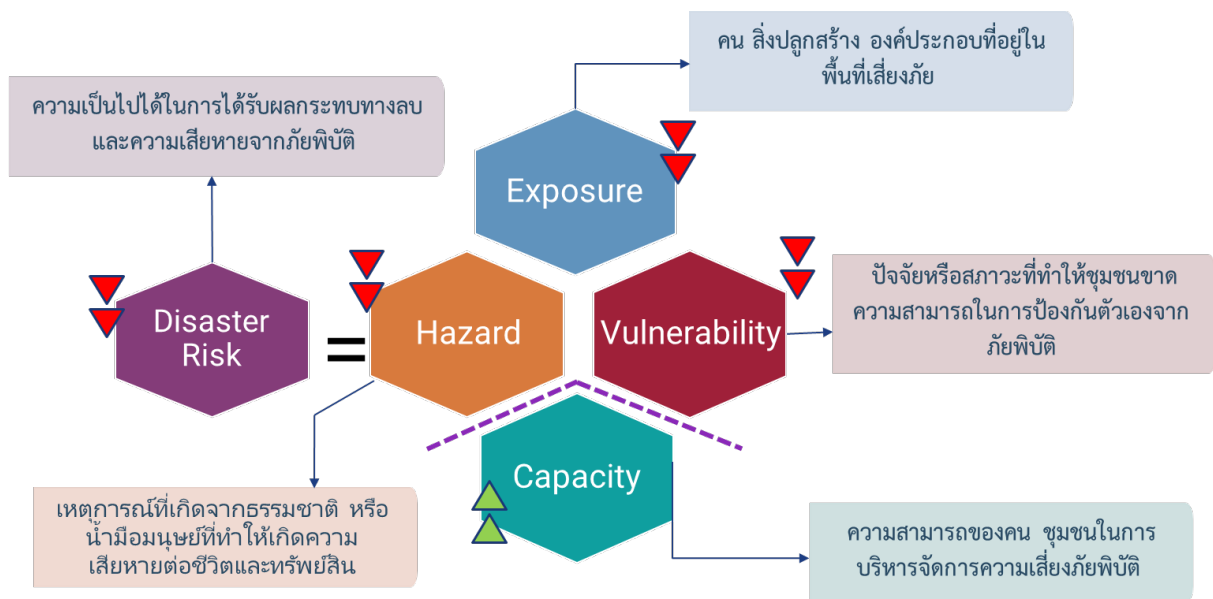 คน สิ่งปลูกสร้าง องค์ประกอบที่อยู่ใน
พื้นที่เสี่ยงภัย
ความเป็นไปได้ในการได้รับผลกระทบทางลบ
และความเสียหายจากภัยพิบัติ
Exposure
ปัจจัยหรือสภาวะที่ทำให้ชุมชนขาด
ความสามารถในการป้องกันตัวเองจาก
ภัยพิบัติ
Disaster
Risk
=
Hazard
Vulnerability
Capacity
เหตุการณ์ที่เกิดจากธรรมชาติ หรือ
น้ำมือมนุษย์ที่ทำให้เกิดความ
เสียหายต่อชีวิตและทรัพย์สิน
ความสามารถของคน ชุมชนในการ
บริหารจัดการความเสี่ยงภัยพิบัติ